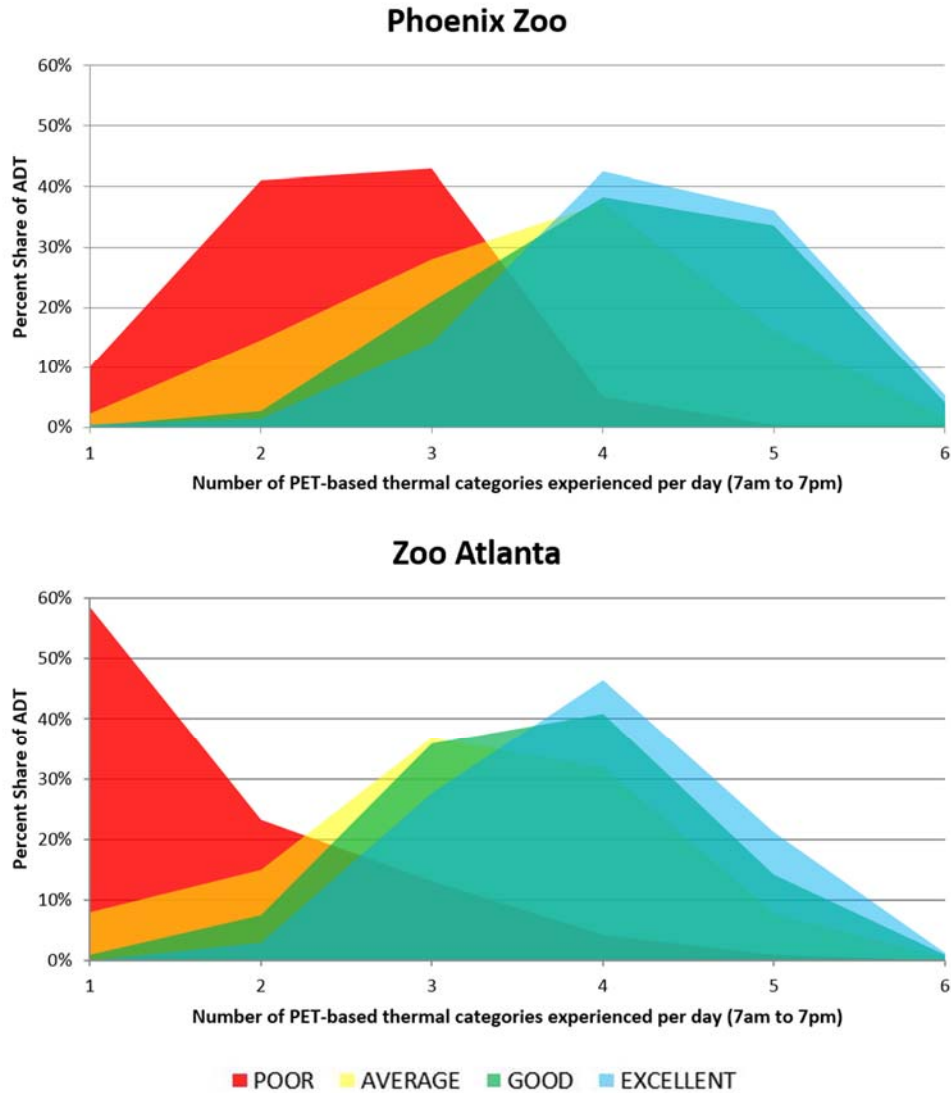 Phoenix Zoo
60%
50%
40%
30%
20%
10%
0%
Percent Share of ADT
1 2 3 4 5 6
Number of PET-based thermal categories experienced per day (7am to 7pm)
Zoo Atlanta
60%
50%
40%
30%
20%
10%
0%
Percent Share of ADT
1 2 3 4 5 6
Number of PET-based thermal categories experienced per day (7am to 7pm)
POOR AVERAGE GOOD EXCELLENT